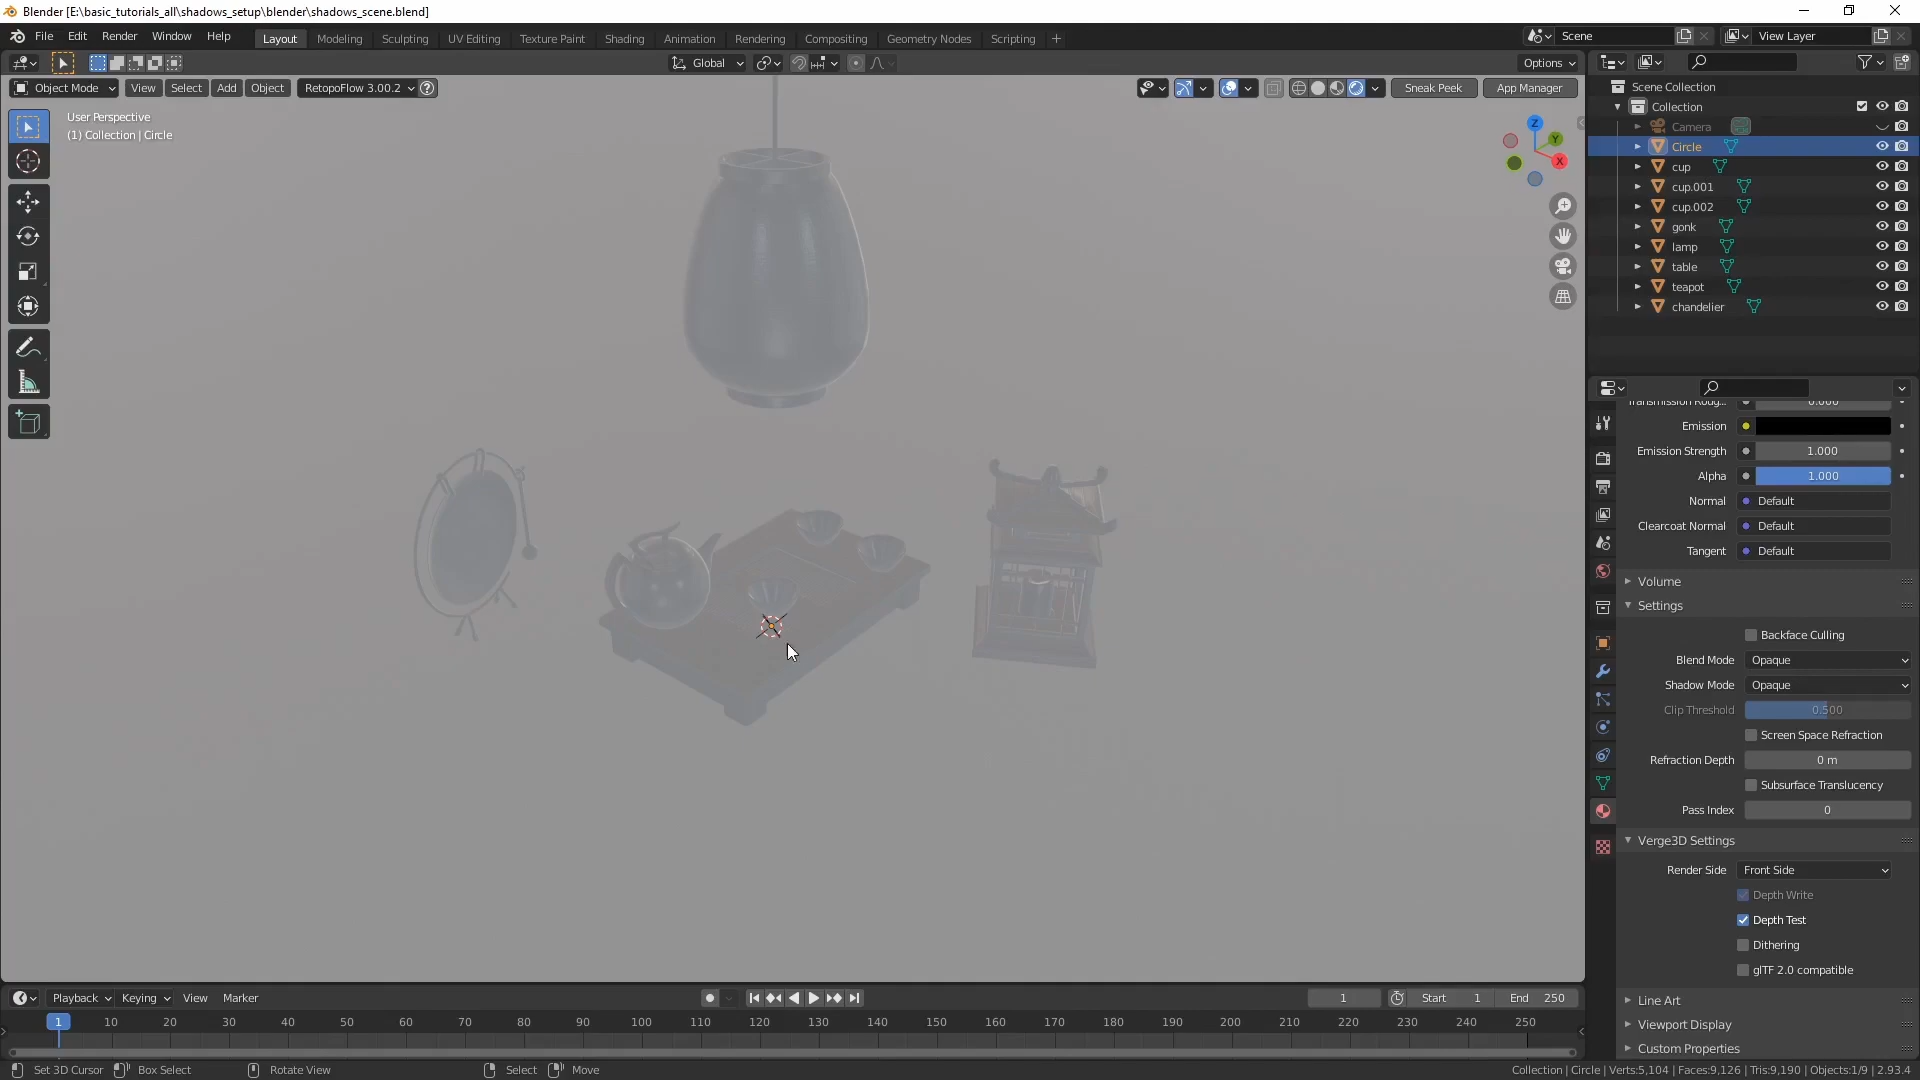 Blender [E:\basic_tutorials_all\shadows_setup\blender\shadows_scene.blend]
File Edit Render Window Help Layout Modeling Sculpting UV Editing Texture Paint Shading Animation Rendering Compositing Geometry Nodes Scripting + Scene View Layer
Global Options
Object Mode View Select Add Object RetopoFlow 3.00.2 Sneak Peek App Manager
User Perspective
(1) Collection | Circle
Z
Y
X
Scene Collection
Collection
Camera
Circle
cup
cup.001
cup.002
gonk
lamp
table
teapot
chandelier
Transmission Roug... 0.000
Emission
Emission Strength 1.000
Alpha 1.000
Normal Default
Clearcoat Normal Default
Tangent Default
Volume
Settings
Backface Culling
Blend Mode Opaque
Shadow Mode Opaque
Clip Threshold 0.500
Screen Space Refraction
Refraction Depth 0 m
Subsurface Translucency
Pass Index 0
Verge3D Settings
Render Side Front Side
Depth Write
Depth Test
Dithering
glTF 2.0 compatible
Line Art
Viewport Display
Custom Properties
Playback Keying View Marker 1 Start 1 End 250
1 10 20 30 40 50 60 70 80 90 100 110 120 130 140 150 160 170 180 190 200 210 220 230 240 250
Set 3D Cursor Box Select Rotate View Select Move Collection | Circle | Verts:5,104 | Faces:9,126 | Tris:9,190 | Objects:1/9 | 2.93.4